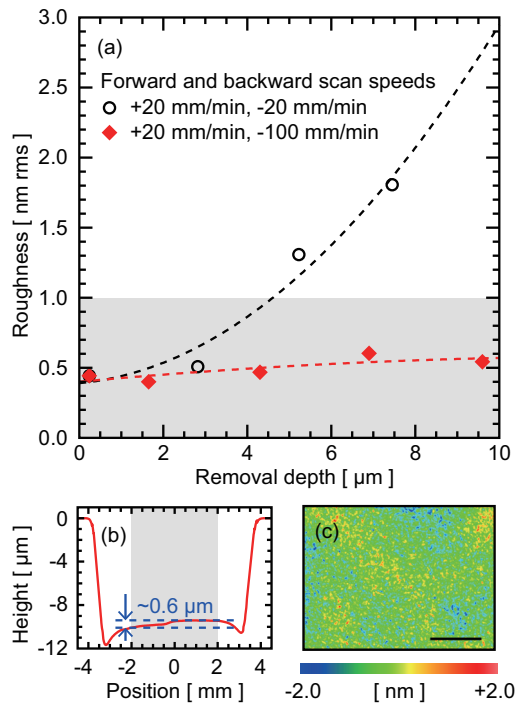 (a)
Forward and backward scan speeds
+20 mm/min, -20 mm/min
+20 mm/min, -100 mm/min
Roughness [ nm rms ]
3.0
2.5
2.0
1.5
1.0
0.5
0.0
0 2 4 6 8 10
Removal depth [ µm ]
(b)
Height [ µm ]
0
-4
-8
-12
~0.6 µm
-4 -2 0 2 4
Position [ mm ]
(c)
-2.0 [ nm ] +2.0